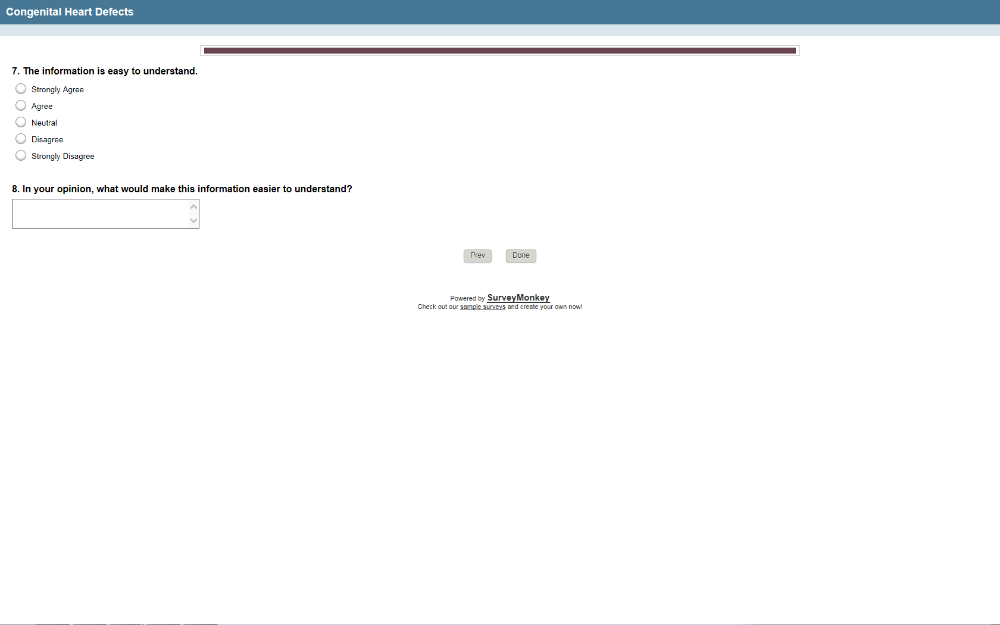 Congenital Heart Defects
7. The information is easy to understand.
Strongly Agree
Agree
Neutral
Disagree
Strongly Disagree
8. In your opinion, what would make this information easier to understand?
Prev Done
Powered by SurveyMonkey
Check out our sample surveys and create your own now!